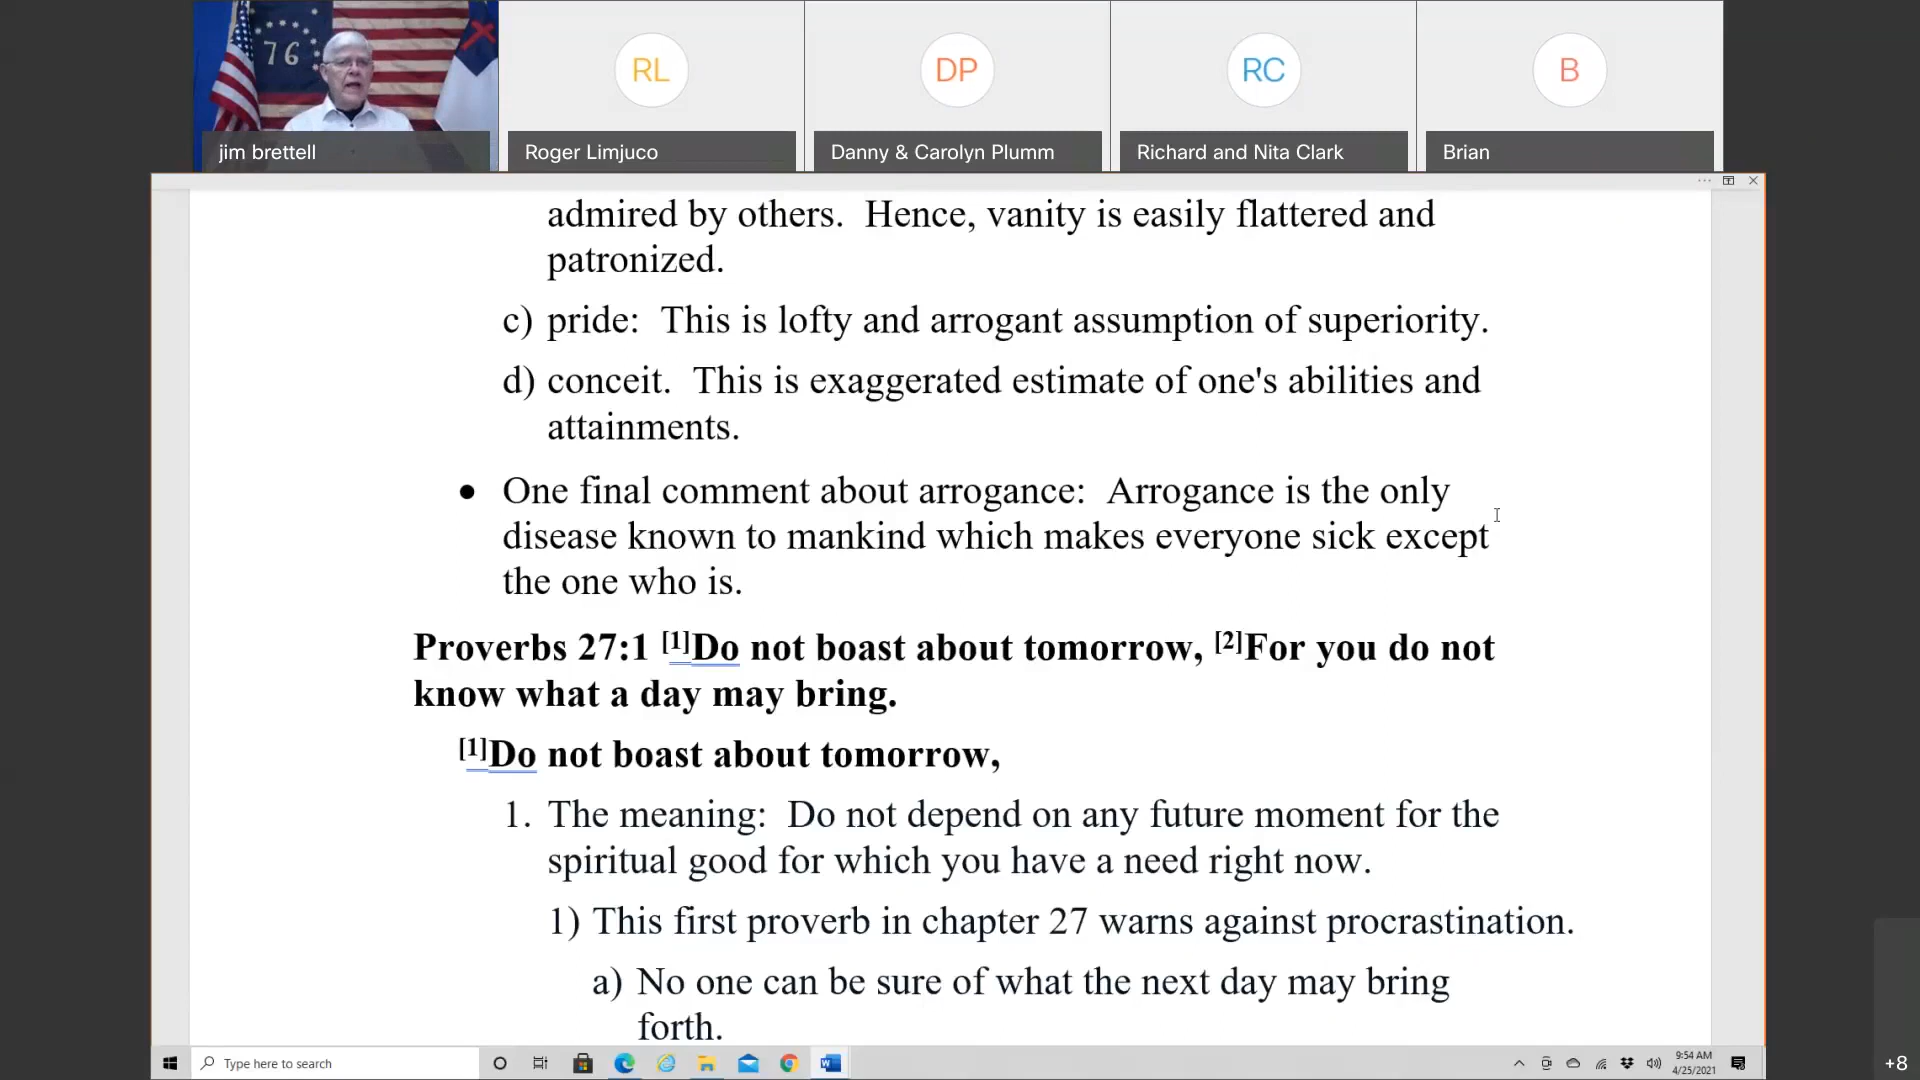 76
RL
DP
RC
B
jim brettell
Roger Limjuco
Danny & Carolyn Plumm
Richard and Nita Clark
Brian
admired by others.  Hence, vanity is easily flattered and
patronized.
c) pride:  This is lofty and arrogant assumption of superiority.
d) conceit.  This is exaggerated estimate of one's abilities and
attainments.
• One final comment about arrogance:  Arrogance is the only
disease known to mankind which makes everyone sick except
the one who is.
Proverbs 27:1 [1]Do not boast about tomorrow, [2]For you do not
know what a day may bring.
[1]Do not boast about tomorrow,
1. The meaning:  Do not depend on any future moment for the
spiritual good for which you have a need right now.
1) This first proverb in chapter 27 warns against procrastination.
a) No one can be sure of what the next day may bring
forth.
Type here to search
9:54 AM
4/25/2021
+8